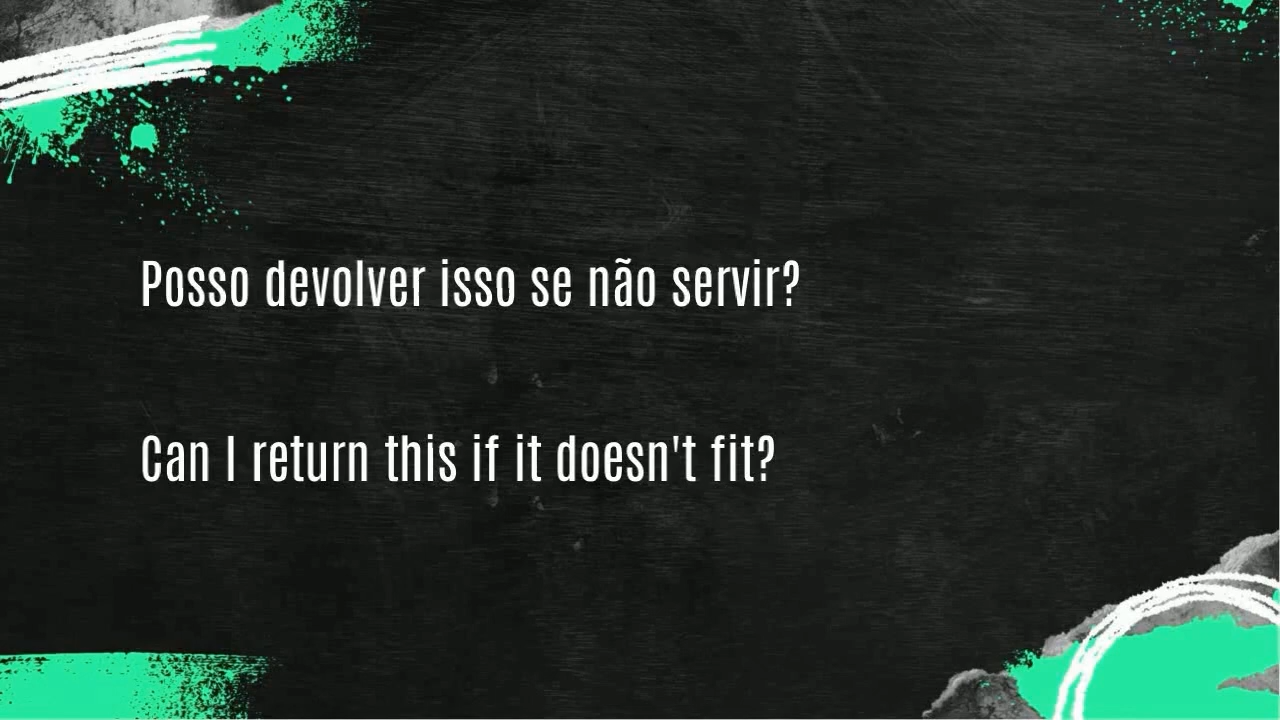 Posso devolver isso se não servir?
Can I return this if it doesn't fit?